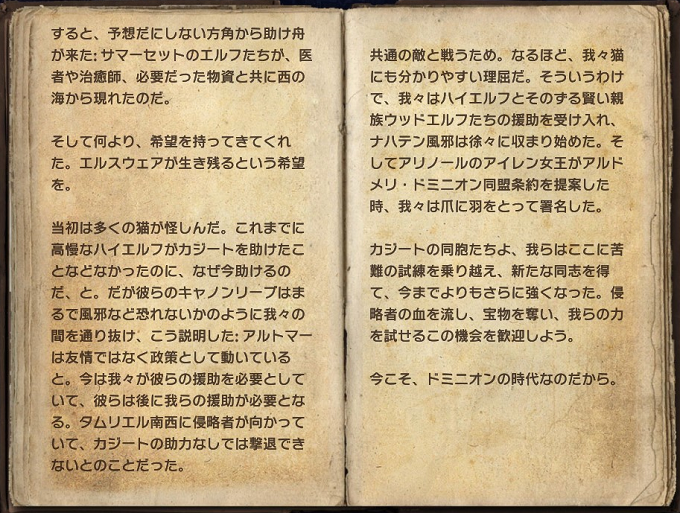 すると、予想だにしない方角から助け舟
が来た: サマーセットのエルフたちが、医
者や治癒師、必要だった物資と共に西の
海から現れたのだ。
そして何より、希望を持ってきてくれ
た。エルスウェアが生き残るという希望
を。
当初は多くの猫が怪しんだ。これまでに
高慢なハイエルフがカジートを助けたこ
となどなかったのに、なぜ今助けるの
だ、と。だが彼らのキャノンリーブはま
るで風邪など恐れないかのように我々の
間を通り抜け、こう説明した: アルトマー
は友情ではなく政策として動いている
と。今は我々が彼らの援助を必要として
いて、彼らは後に我らの援助が必要とな
る。タムリエル南西に侵略者が向かって
いて、カジートの助力なしでは撃退でき
ないとのことだった。
共通の敵と戦うため。なるほど、我々猫
にも分かりやすい理屈だ。そういうわけ
で、我々はハイエルフとそのずる賢い親
族ウッドエルフたちの援助を受け入れ、
ナハテン風邪は徐々に収まり始めた。そ
してアリノールのアイレン女王がアルド
メリ・ドミニオン同盟条約を提案した
時、我々は爪に羽をとって署名した。
カジートの同胞たちよ、我らはここに苦
難の試練を乗り越え、新たな同志を得
て、今までよりもさらに強くなった。侵
略者の血を流し、宝物を奪い、我らの力
を試せるこの機会を歓迎しよう。
今こそ、ドミニオンの時代なのだから。